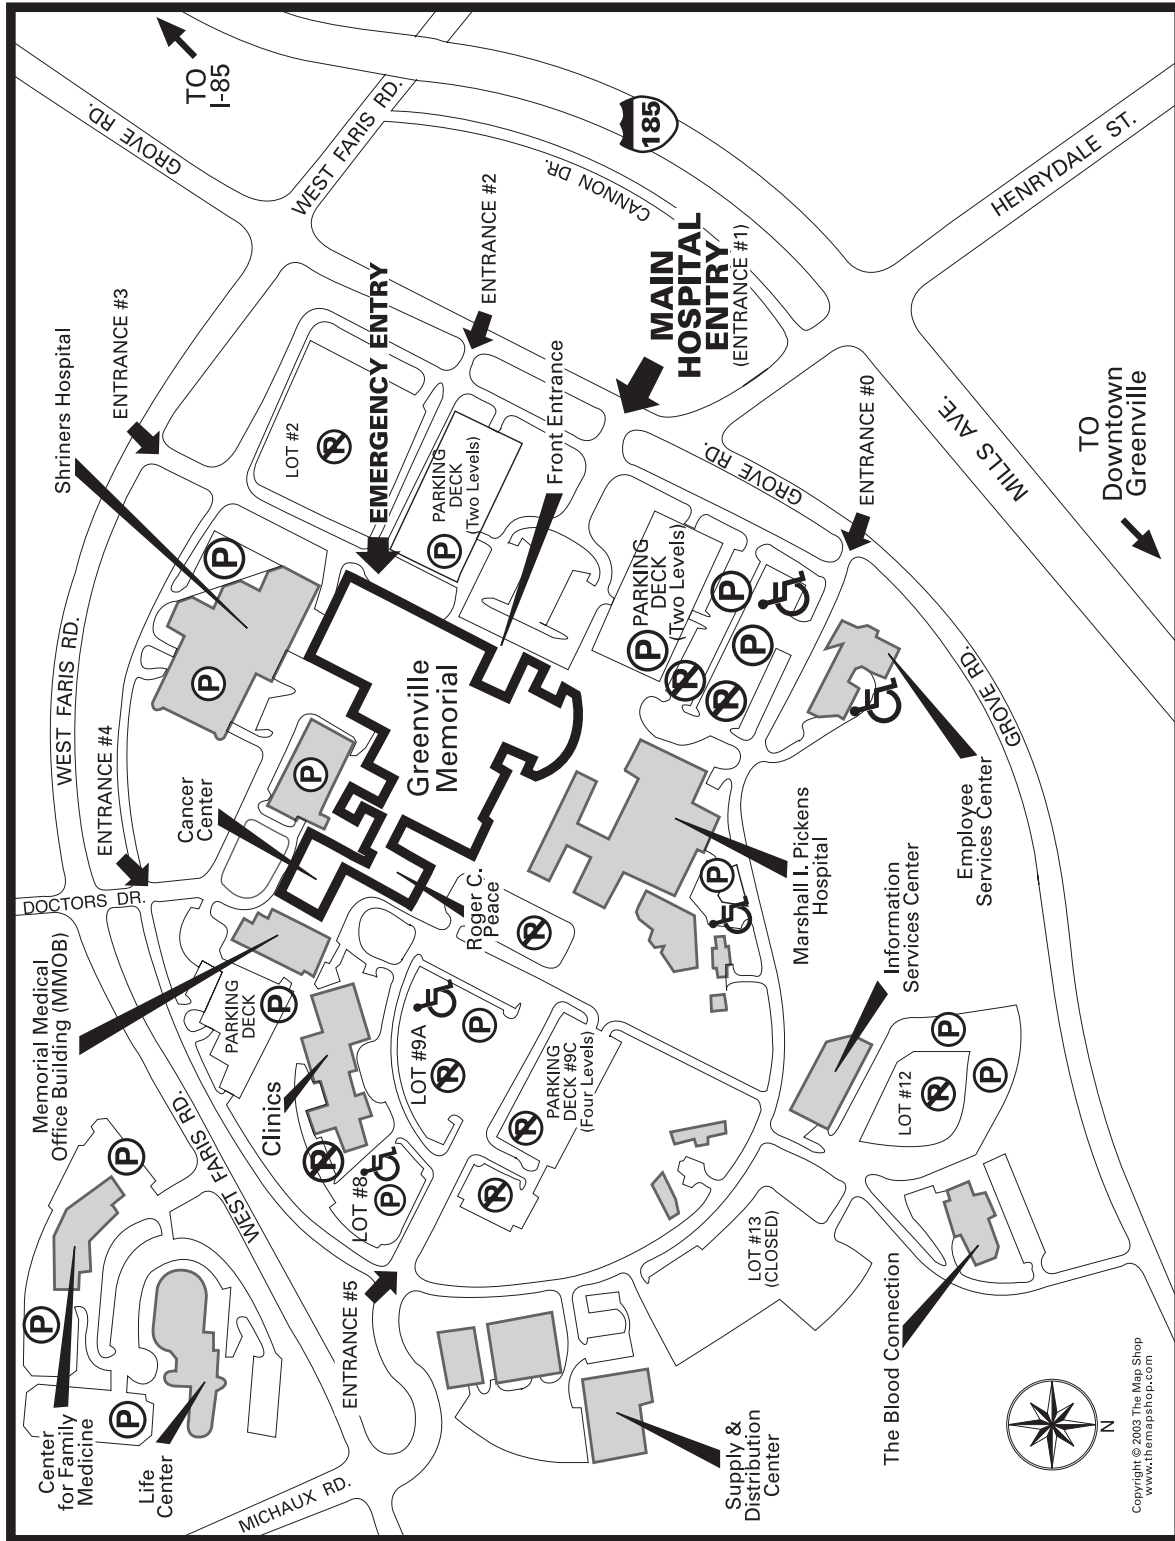 TO
I-85
GROVE RD.
WEST FARIS RD.
185
CANNON DR.
HENRYDALE ST.
ENTRANCE #2
MAIN
HOSPITAL
ENTRY
(ENTRANCE #1)
EMERGENCY ENTRY
ENTRANCE #3
Shriners Hospital
LOT #2
R
PARKING
DECK
(Two Levels)
P
Front Entrance
GROVE RD.
ENTRANCE #0
MILLS AVE.
TO
Downtown
Greenville
P
WEST FARIS RD.
P
PARKING
DECK
(Two Levels)
P
P
P
R
R
GROVE RD.
ENTRANCE #4
Cancer
Center
P
Greenville
Memorial
Employee
Services Center
Marshall I. Pickens
Hospital
P
Information
Services Center
DOCTORS DR.
Roger C.
Peace
R
Memorial Medical
Office Building (MMOB)
PARKING
DECK
P
LOT #9A
R
P
PARKING
DECK #9C
(Four Levels)
R
Clinics
R
LOT #8
P
R
LOT #12
R
P
P
P
WEST FARIS RD.
LOT #13
(CLOSED)
The Blood Connection
P
P
ENTRANCE #5
Center
for Family
Medicine
Life
Center
MICHAUX RD.
Supply &
Distribution
Center
N
Copyright © 2003 The Map Shop
www.themapshop.com